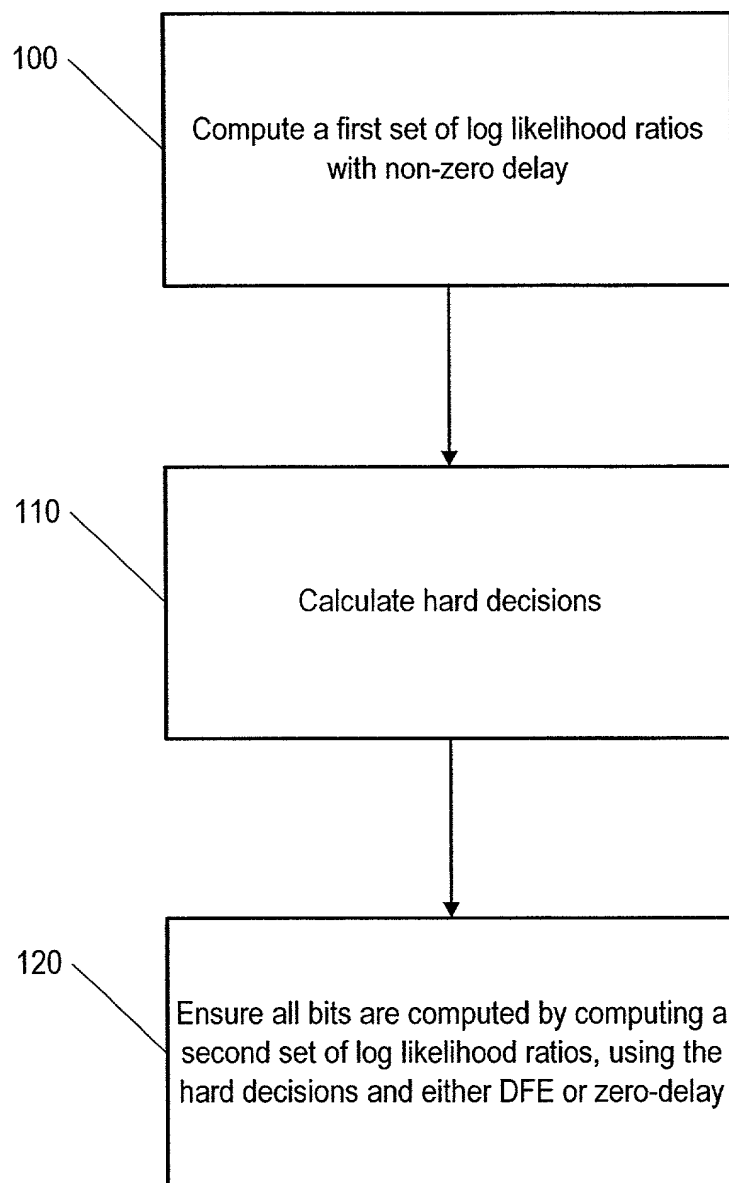 100
Compute a first set of log likelihood ratios
with non-zero delay
110
Calculate hard decisions
120
Ensure all bits are computed by computing a
second set of log likelihood ratios, using the
hard decisions and either DFE or zero-delay